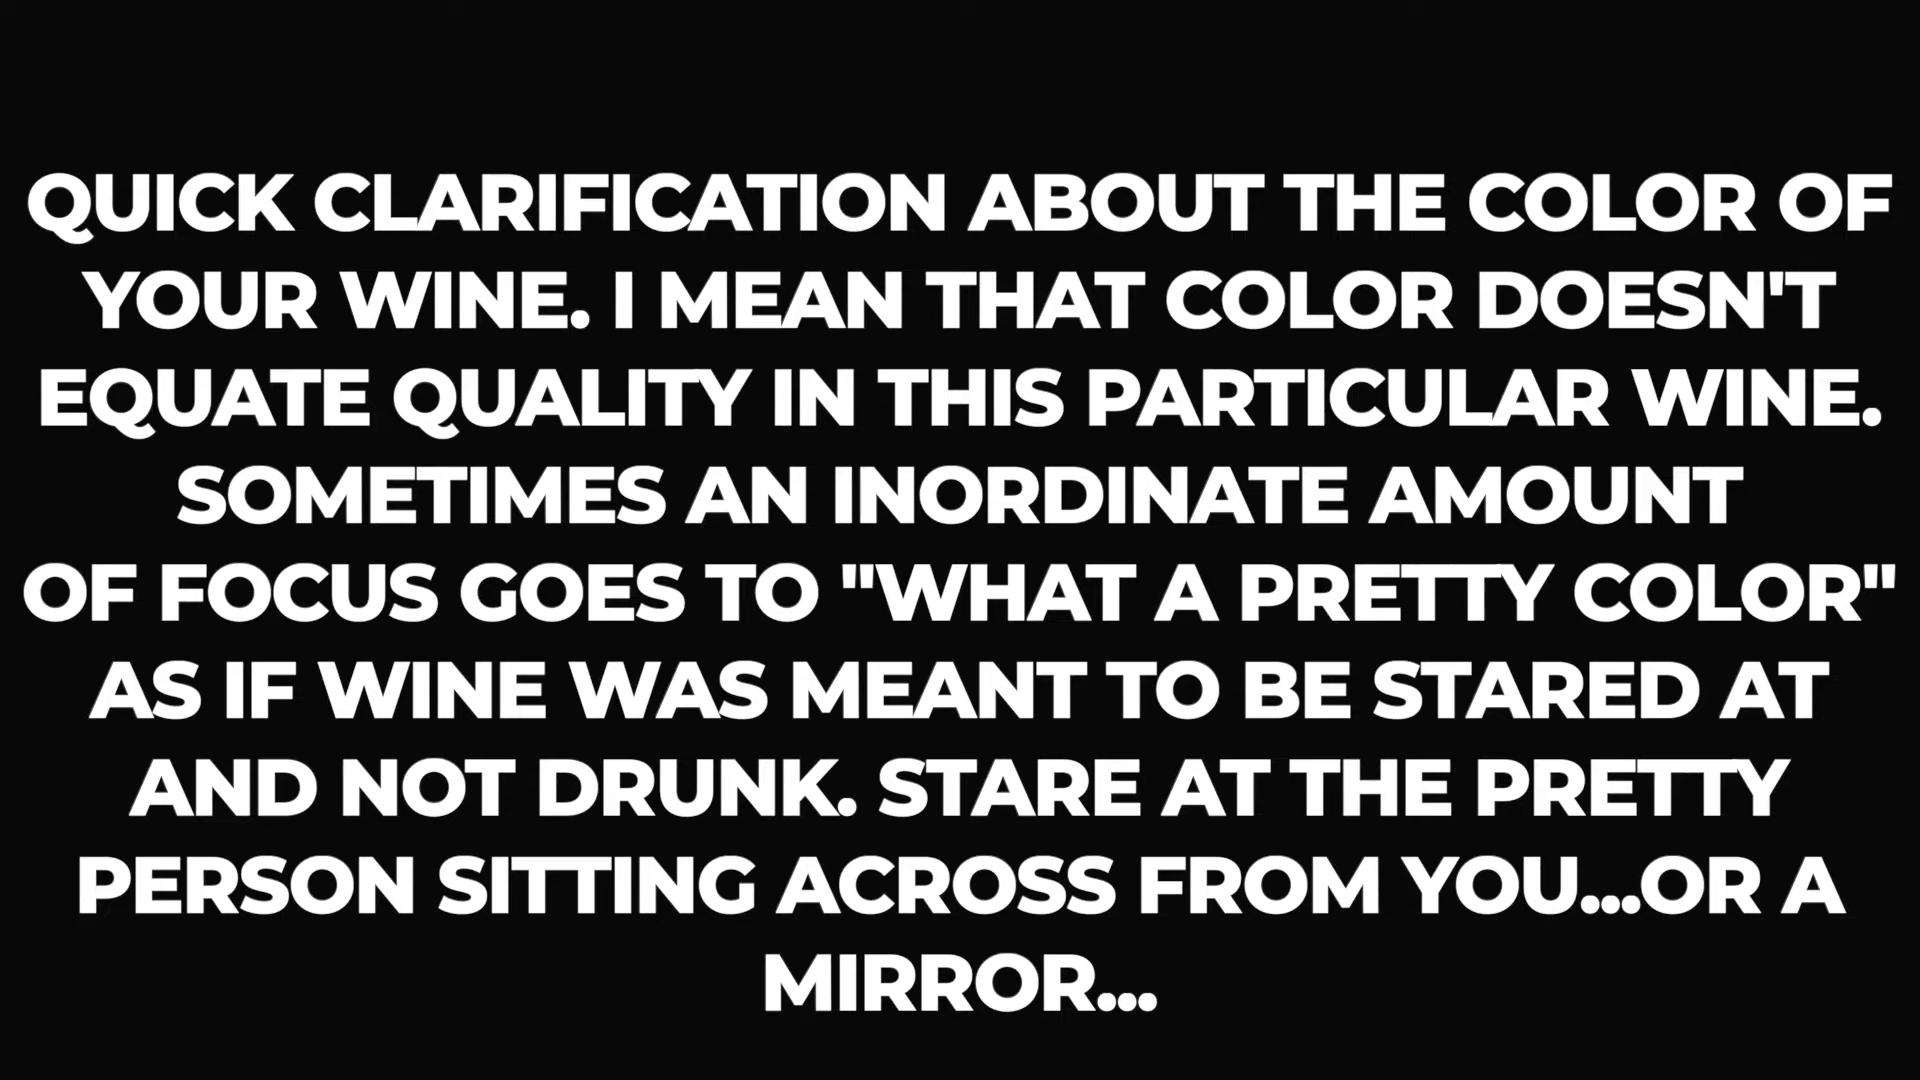 QUICK CLARIFICATION ABOUT THE COLOR OF
YOUR WINE. I MEAN THAT COLOR DOESN'T
EQUATE QUALITY IN THIS PARTICULAR WINE.
SOMETIMES AN INORDINATE AMOUNT
OF FOCUS GOES TO "WHAT A PRETTY COLOR"
AS IF WINE WAS MEANT TO BE STARED AT
AND NOT DRUNK. STARE AT THE PRETTY
PERSON SITTING ACROSS FROM YOU...OR A
MIRROR...